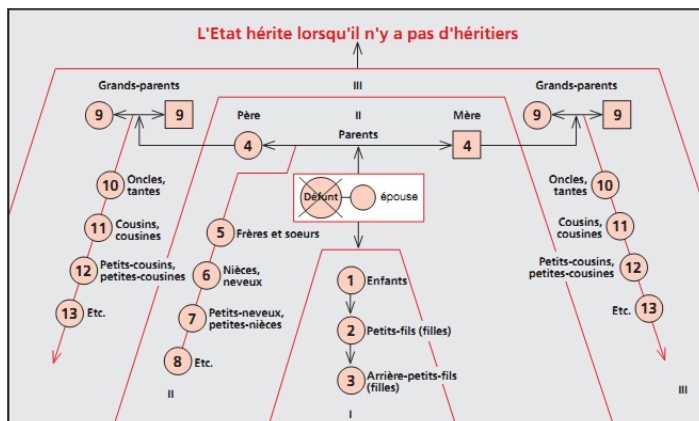 L'Etat hérite lorsqu'il n'y a pas d'héritiers
III
Grands-parents
Grands-parents
9
9
Père
II
Mère
9
9
4
Parents
4
Défunt
épouse
10
Oncles,
tantes
11
Cousins,
cousines
12
Petits-cousins,
petites-cousines
13
Etc.
5
Frères et soeurs
6
Nièces,
neveux
7
Petits-neveux,
petites-nièces
8
Etc.
II
1
Enfants
2
Petits-fils (filles)
3
Arrière-petits-fils
(filles)
I
Oncles,
tantes
10
Cousins,
cousines
11
Petits-cousins,
petites-cousines
12
Etc.
13
III